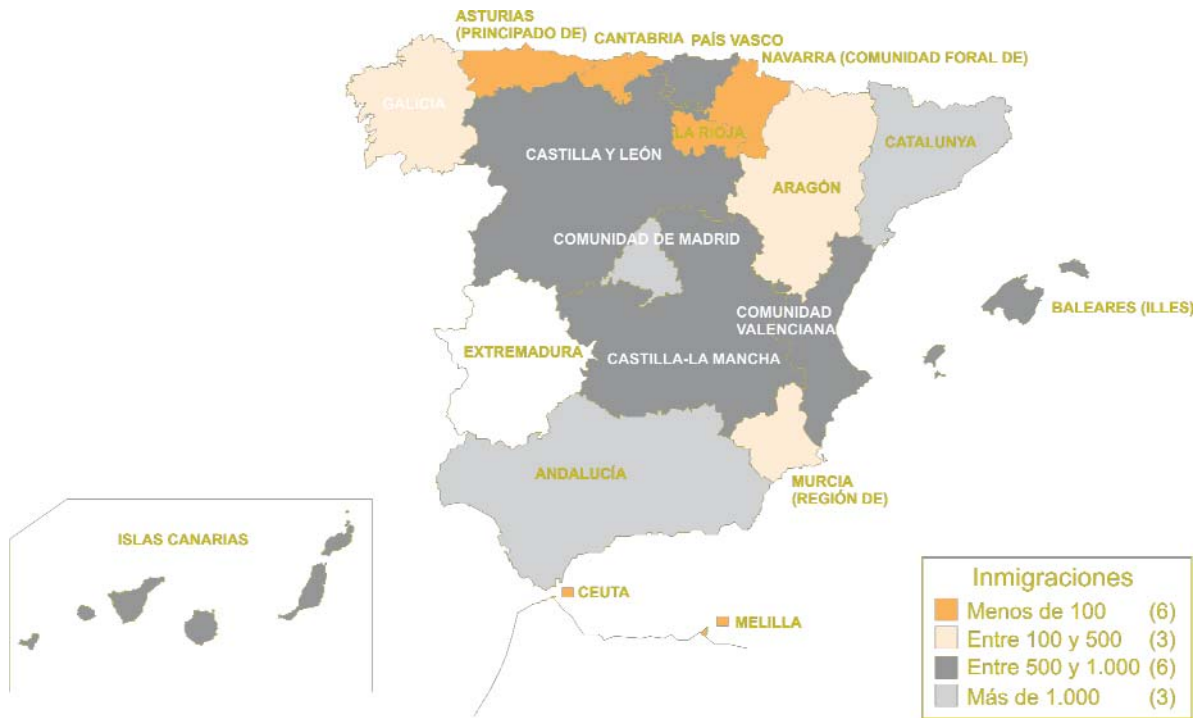 ASTURIAS
(PRINCIPADO DE)
CANTABRIA
PAÍS VASCO
NAVARRA (COMUNIDAD FORAL DE)
GALICIA
LA RIOJA
CATALUNYA
CASTILLA Y LEÓN
ARAGÓN
COMUNIDAD DE MADRID
BALEARES (ILLES)
COMUNIDAD
VALENCIANA
EXTREMADURA
CASTILLA-LA MANCHA
ANDALUCÍA
MURCIA
(REGIÓN DE)
ISLAS CANARIAS
CEUTA
MELILLA
Inmigraciones
Menos de 100 (6)
Entre 100 y 500 (3)
Entre 500 y 1.000 (6)
Más de 1.000 (3)